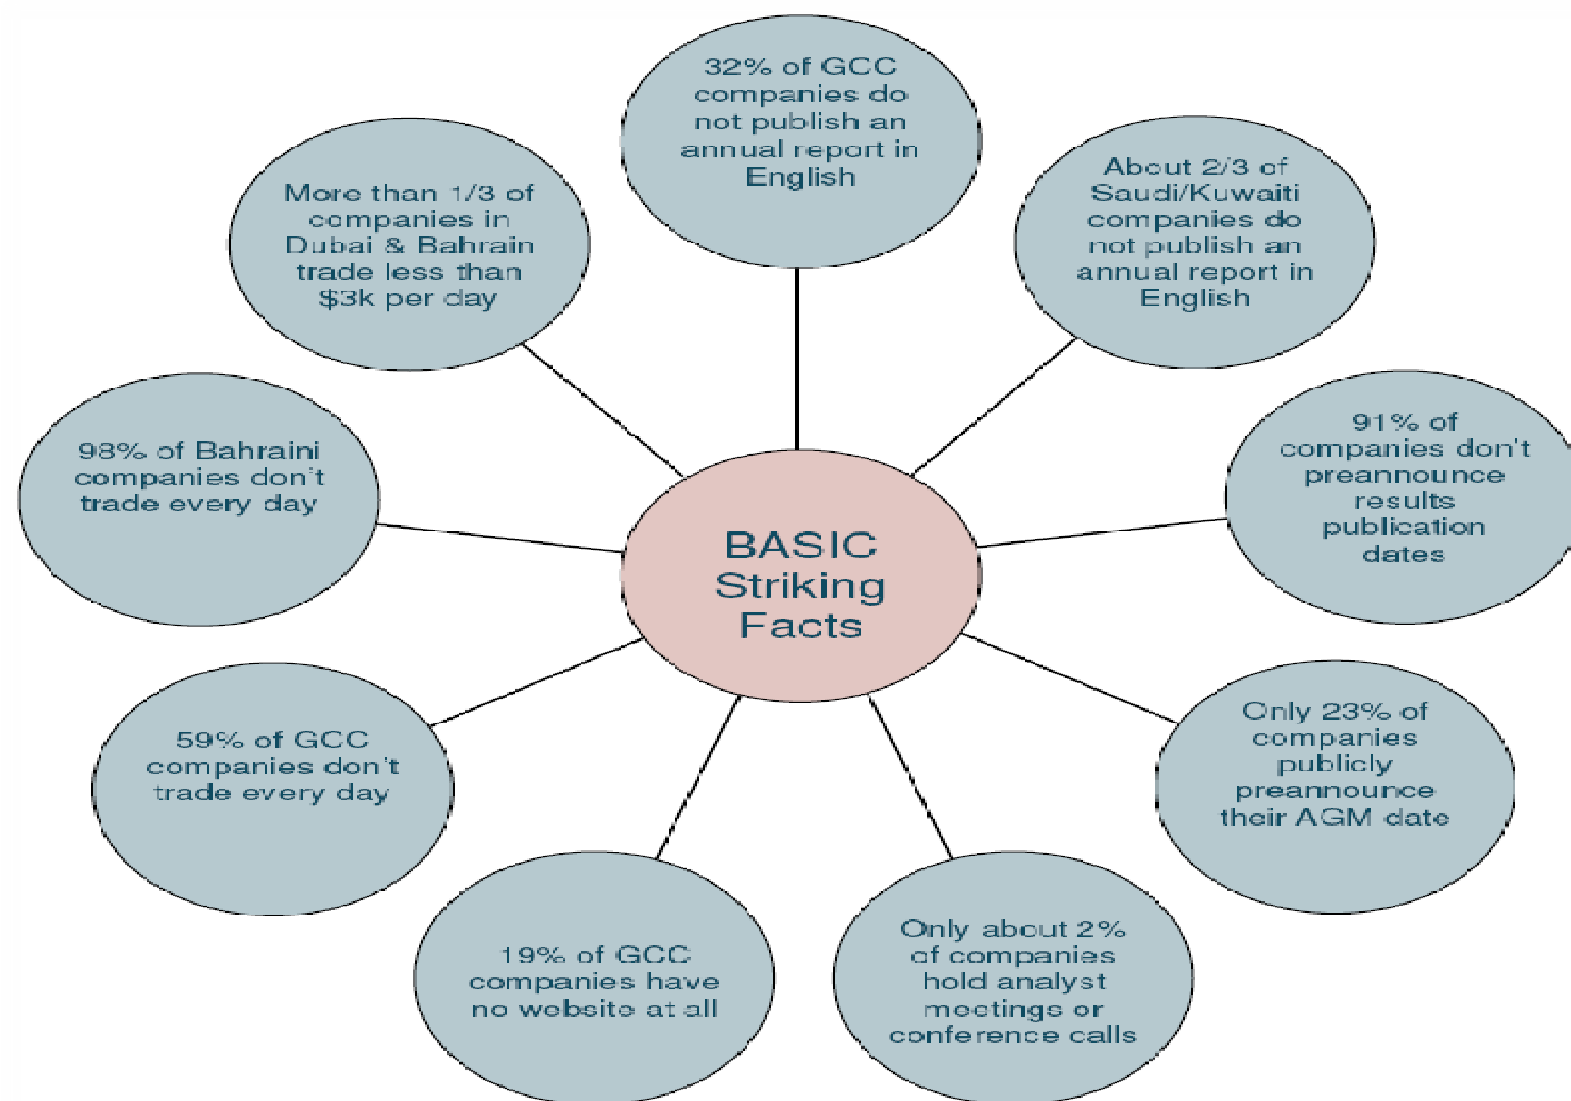 32% of GCC
companies do
not publish an
annual report in
English
About 2/3 of
Saudi/Kuwaiti
companies do
not publish an
annual report in
English
91% of
companies don't
preannounce
results
publication
dates
Only 23% of
companies
publicly
preannounce
their AGM date
Only about 2%
of companies
hold analyst
meetings or
conference calls
19% of GCC
companies have
no website at all
59% of GCC
companies don't
trade every day
98% of Bahraini
companies don't
trade every day
More than 1/3 of
companies in
Dubai & Bahrain
trade less than
$3k per day
BASIC
Striking
Facts